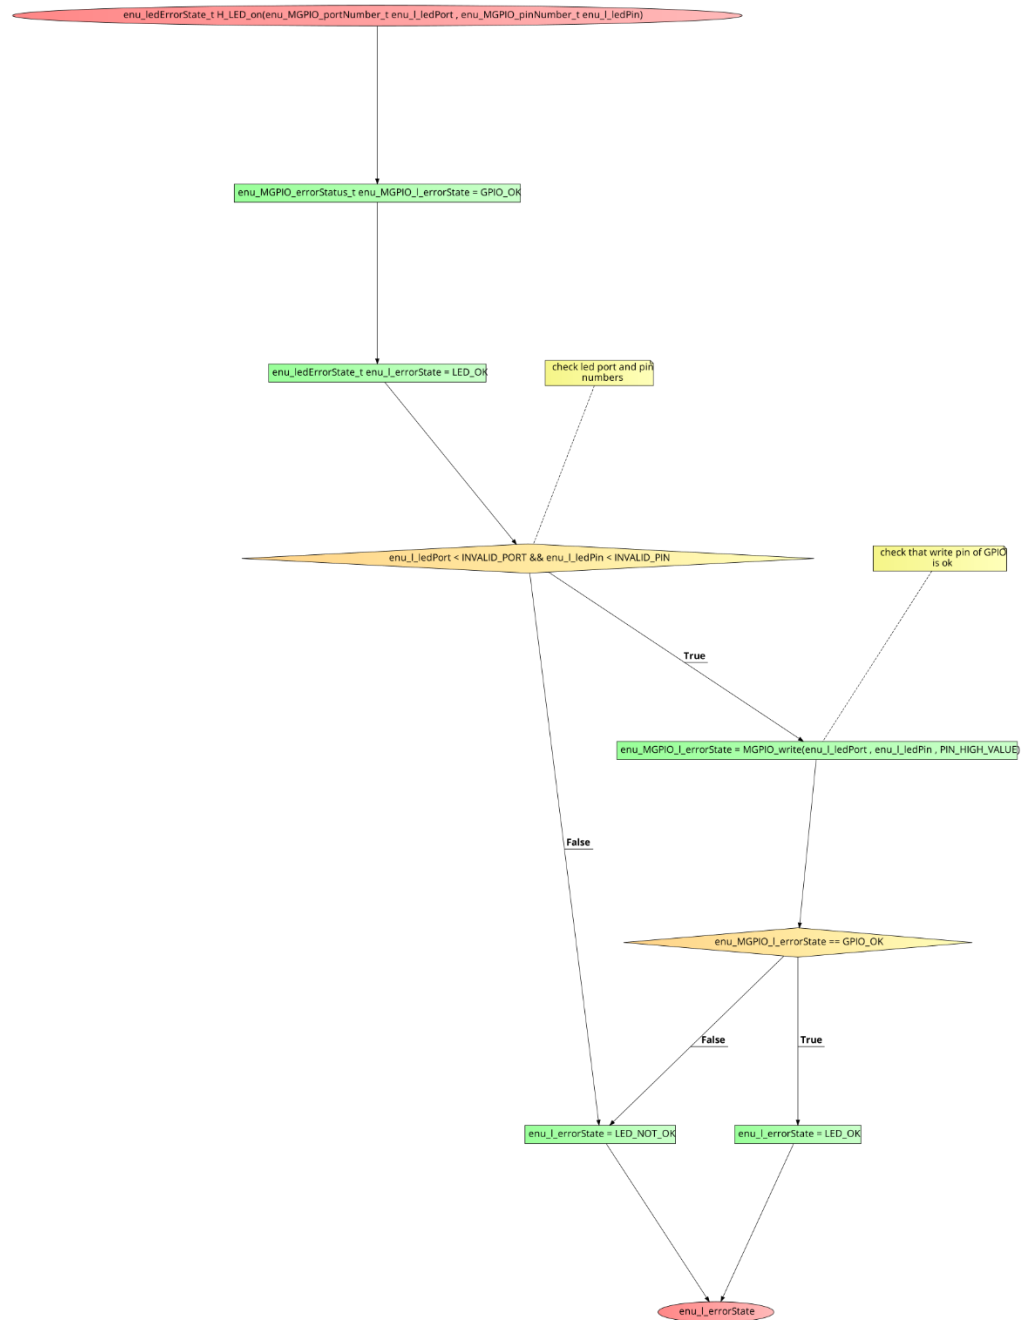 enu_ledErrorState_t H_LED_on(enu_MGPIO_portNumber_t enu_l_ledPort , enu_MGPIO_pinNumber_t enu_l_ledPin)
enu_MGPIO_errorStatus_t enu_MGPIO_l_errorState = GPIO_OK
enu_ledErrorState_t enu_l_errorState = LED_OK
check led port and pin
numbers
enu_l_ledPort < INVALID_PORT && enu_l_ledPin < INVALID_PIN
check that write pin of GPIO
is ok
True
enu_MGPIO_l_errorState = MGPIO_write(enu_l_ledPort , enu_l_ledPin , PIN_HIGH_VALUE)
False
enu_MGPIO_l_errorState == GPIO_OK
False
True
enu_l_errorState = LED_NOT_OK
enu_l_errorState = LED_OK
enu_l_errorState